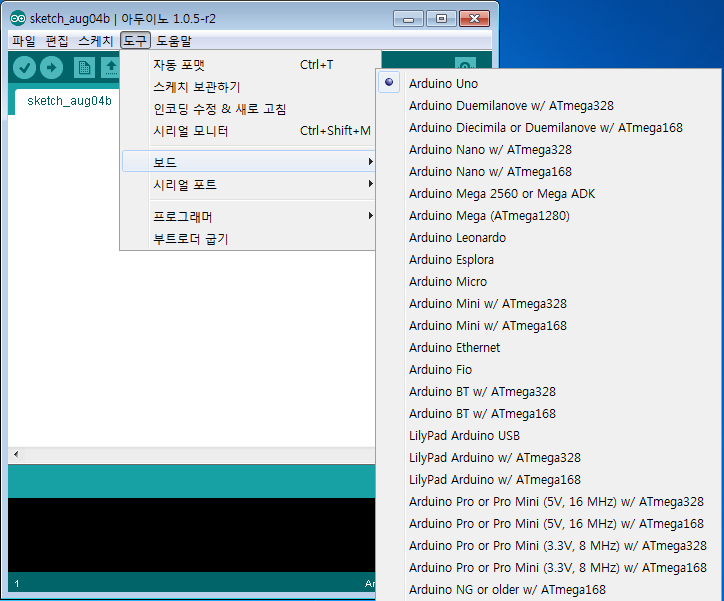 sketch_aug04b | 아두이노 1.0.5-r2
파일 편집 스케치 도구 도움말
sketch_aug04b
자동 포맷 Ctrl+T
스케치 보관하기
인코딩 수정 & 새로 고침
시리얼 모니터 Ctrl+Shift+M
보드
시리얼 포트
프로그래머
부트로더 굽기
Arduino Uno
Arduino Duemilanove w/ ATmega328
Arduino Diecimila or Duemilanove w/ ATmega168
Arduino Nano w/ ATmega328
Arduino Nano w/ ATmega168
Arduino Mega 2560 or Mega ADK
Arduino Mega (ATmega1280)
Arduino Leonardo
Arduino Esplora
Arduino Micro
Arduino Mini w/ ATmega328
Arduino Mini w/ ATmega168
Arduino Ethernet
Arduino Fio
Arduino BT w/ ATmega328
Arduino BT w/ ATmega168
LilyPad Arduino USB
LilyPad Arduino w/ ATmega328
LilyPad Arduino w/ ATmega168
Arduino Pro or Pro Mini (5V, 16 MHz) w/ ATmega328
Arduino Pro or Pro Mini (5V, 16 MHz) w/ ATmega168
Arduino Pro or Pro Mini (3.3V, 8 MHz) w/ ATmega328
Arduino Pro or Pro Mini (3.3V, 8 MHz) w/ ATmega168
Arduino NG or older w/ ATmega168
1 Ar